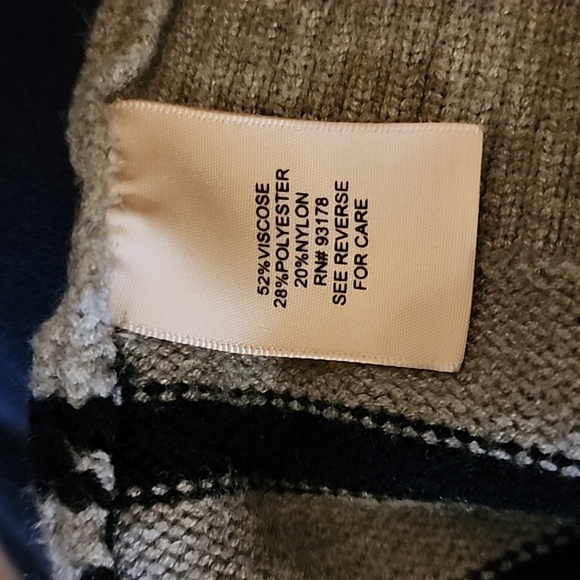 52%VISCOSE
28%POLYESTER
20%NYLON
RN# 93178
SEE REVERSE
FOR CARE